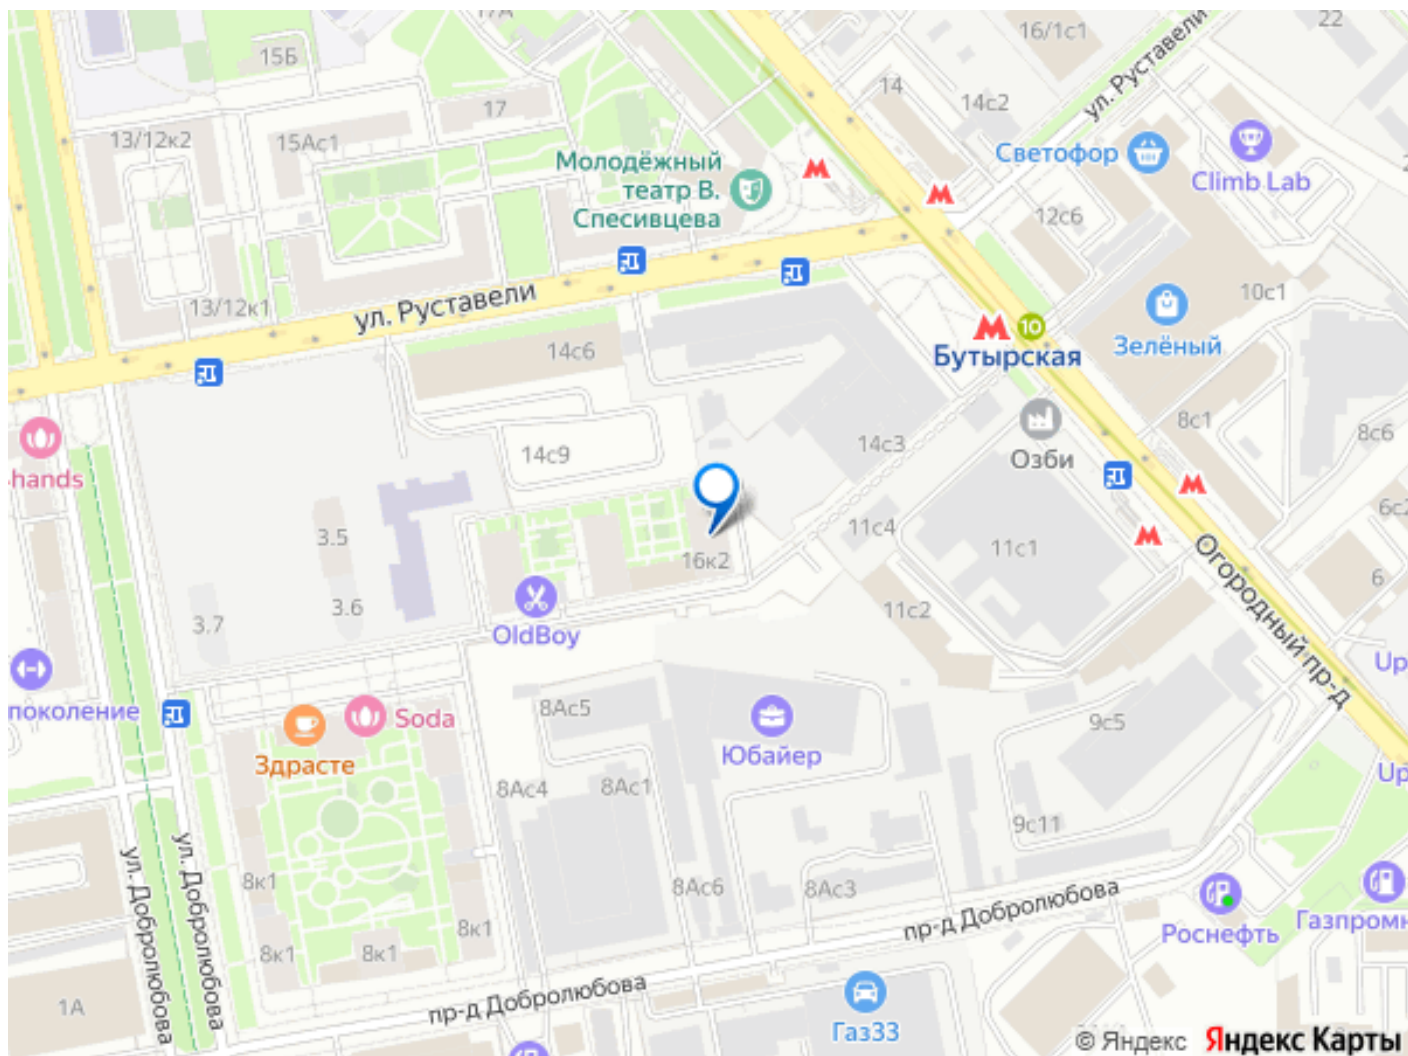 17А
16/1с1
22
15Б
ул. Руставели
14
14с2
17
13/12к2
15Ас1
Молодёжный
театр В.
Спесивцева
Светофор
Climb Lab
12с6
10с1
13/12к1
ул. Руставели
10
Бутырская
Зелёный
14с6
8с1
8с6
14с3
14с9
Озби
hands
6с2
3.5
11с4
11с1
16к2
6
3.6
11с2
3.7
OldBoy
Огородный пр-д
Up
поколение
8Ас5
Soda
9с5
Здрасте
Юбайер
Up
8Ас4
8Ас1
9с11
ул. Добролюбова
ул. Добролюбова
8к1
8Ас6
8Ас3
пр-д Добролюбова
8к1
8к1
8к1
Роснефть
Газпромн
1А
пр-д Добролюбова
Газ33
© Яндекс Яндекс Карты